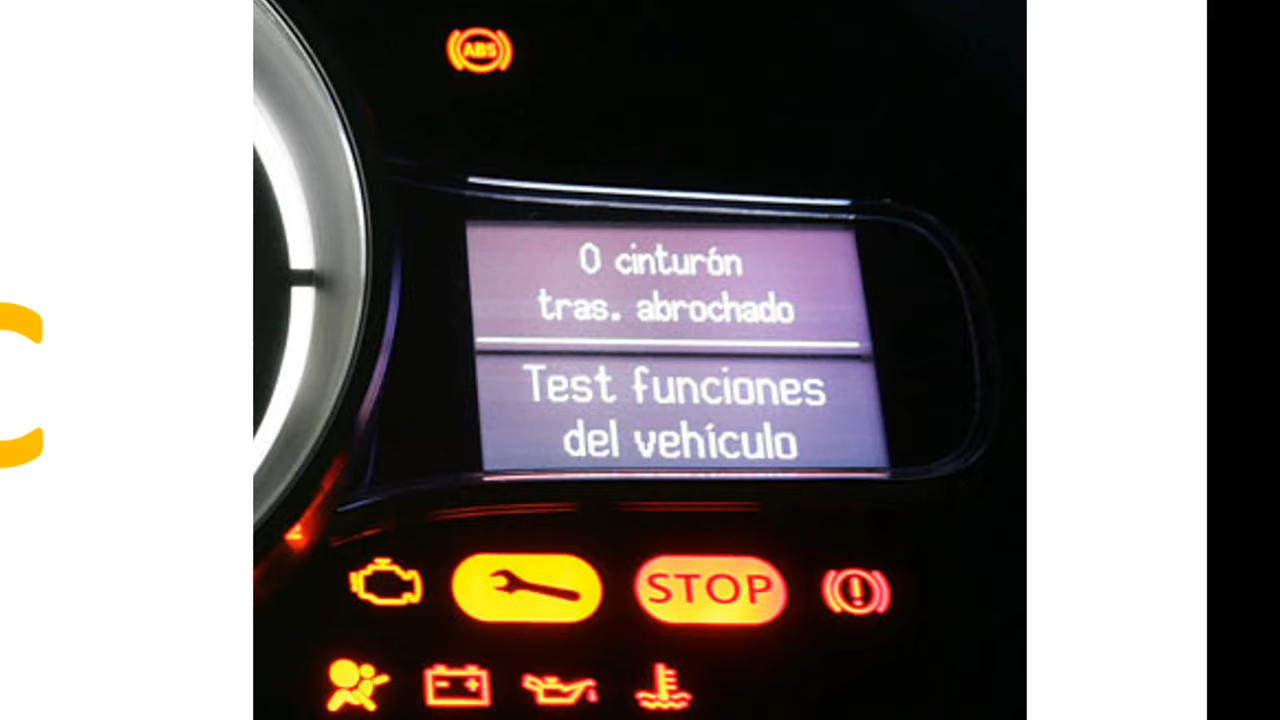 ABS
0 cinturón
tras. abrochado
Test funciones
del vehículo
STOP